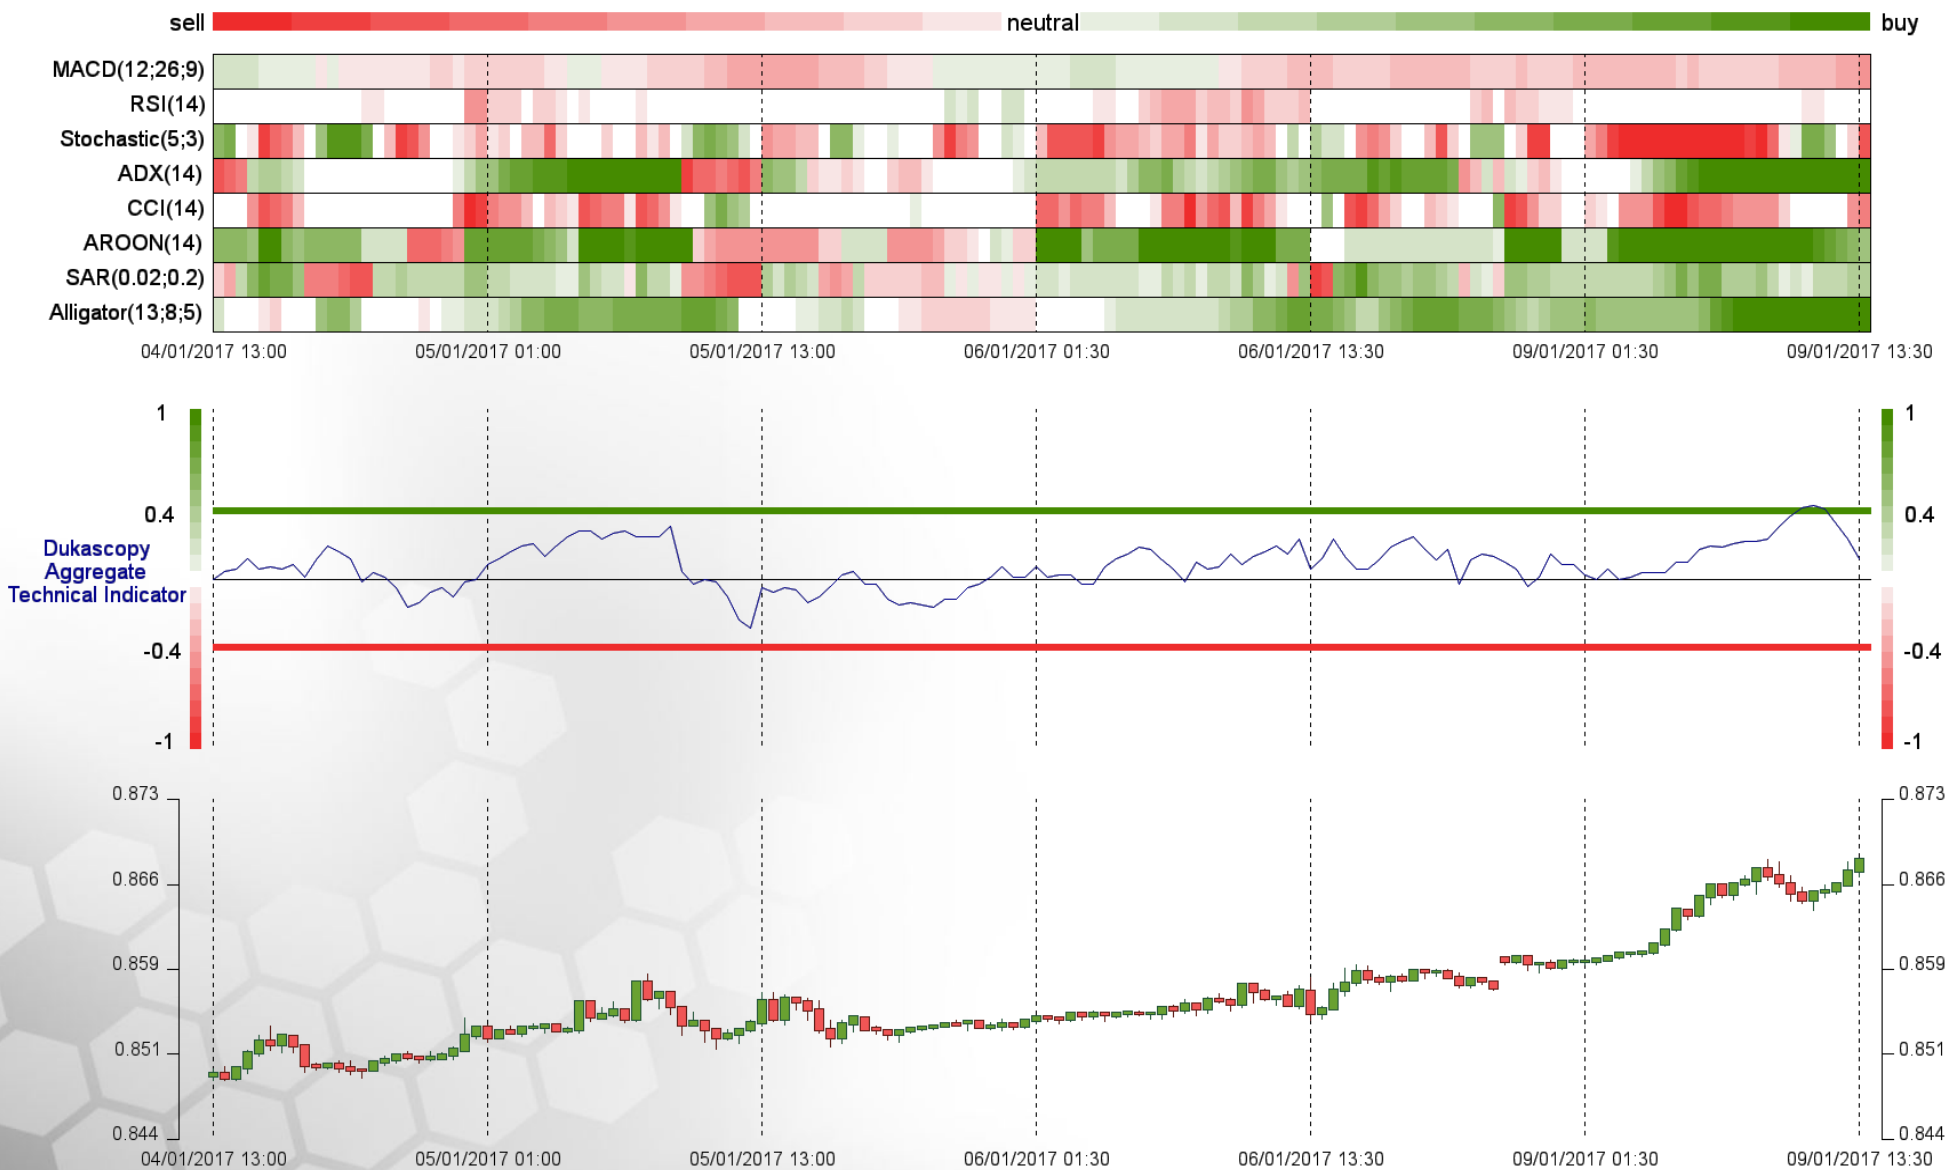 sell neutral buy
MACD(12;26;9)
RSI(14)
Stochastic(5;3)
ADX(14)
CCI(14)
AROON(14)
SAR(0.02;0.2)
Alligator(13;8;5)
04/01/2017 13:00 05/01/2017 01:00 05/01/2017 13:00 06/01/2017 01:30 06/01/2017 13:30 09/01/2017 01:30 09/01/2017 13:30
1 1
0.4 0.4
Dukascopy
Aggregate
Technical Indicator
-0.4 -0.4
-1 -1
0.873 0.873
0.866 0.866
0.859 0.859
0.851 0.851
0.844 0.844
04/01/2017 13:00 05/01/2017 01:00 05/01/2017 13:00 06/01/2017 01:30 06/01/2017 13:30 09/01/2017 01:30 09/01/2017 13:30